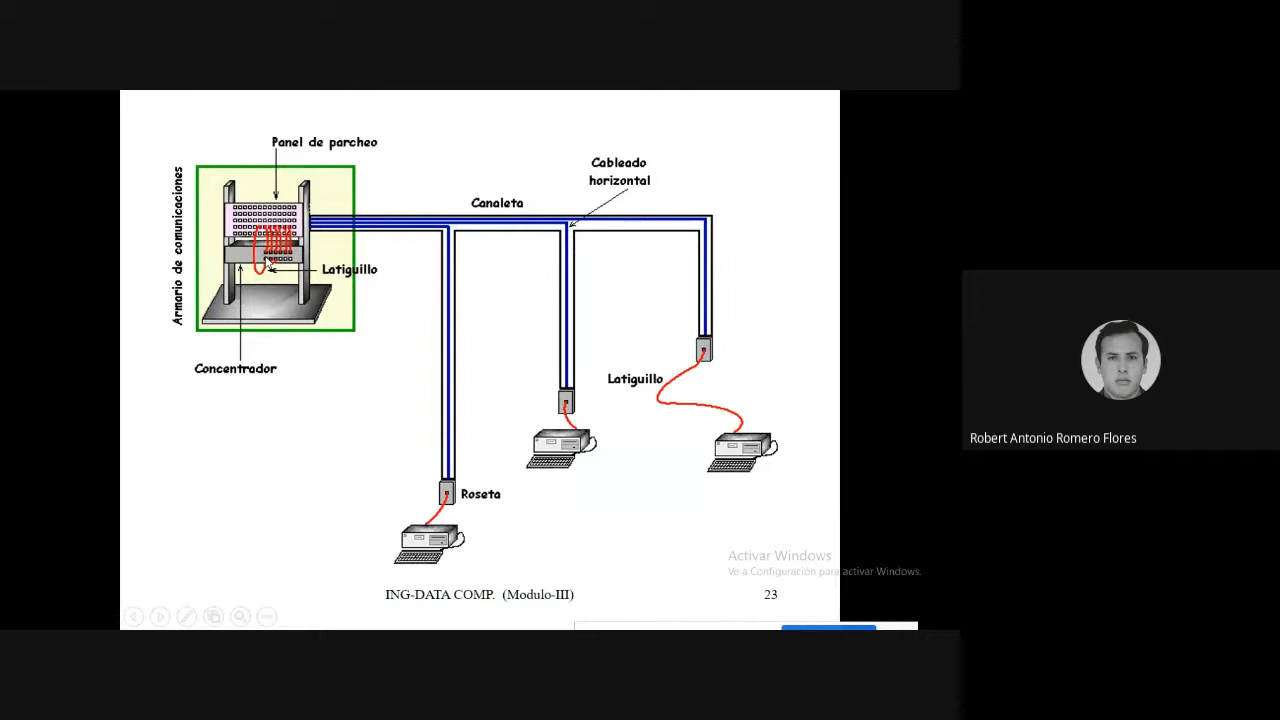 Panel de parcheo
Cableado
horizontal
Armario de comunicaciones
Canaleta
Latiguillo
Concentrador
Latiguillo
Roseta
Robert Antonio Romero Flores
Activar Windows
Ve a Configuración para activar Windows.
ING-DATA COMP. (Modulo-III)
23